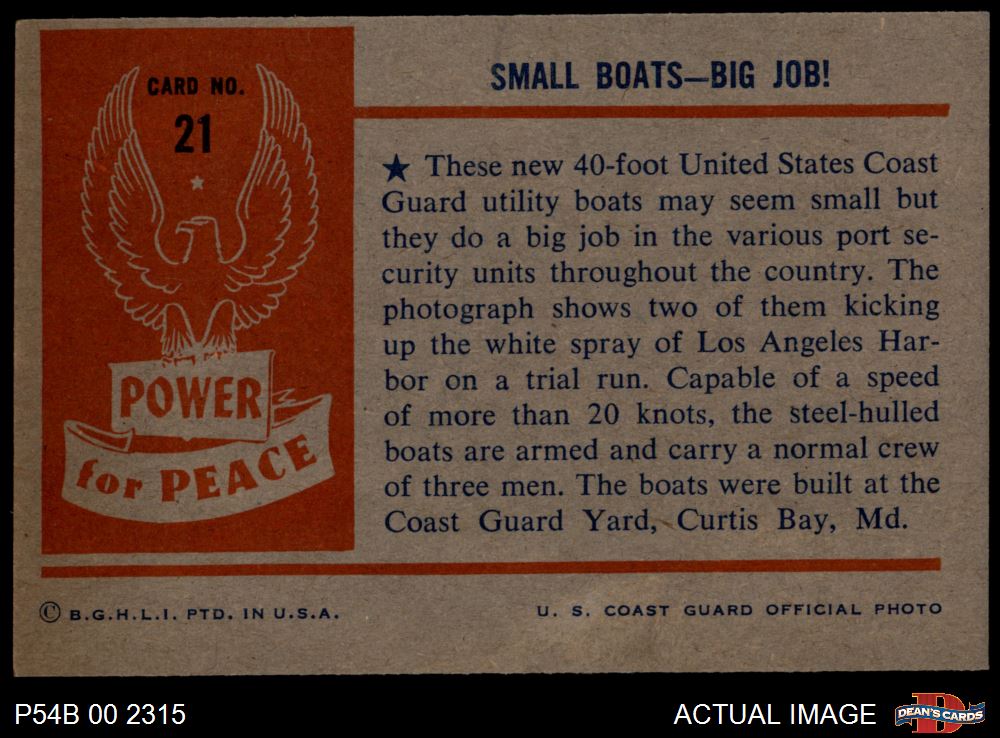 CARD NO.
21
POWER
for PEACE
SMALL BOATS—BIG JOB!
★ These new 40-foot United States Coast
Guard utility boats may seem small but
they do a big job in the various port se-
curity units throughout the country. The
photograph shows two of them kicking
up the white spray of Los Angeles Har-
bor on a trial run. Capable of a speed
of more than 20 knots, the steel-hulled
boats are armed and carry a normal crew
of three men. The boats were built at the
Coast Guard Yard, Curtis Bay, Md.
© B.G.H.L.I. PTD. IN U.S.A.
U. S. COAST GUARD OFFICIAL PHOTO
P54B 00 2315
ACTUAL IMAGE
D
DEAN'S CARDS